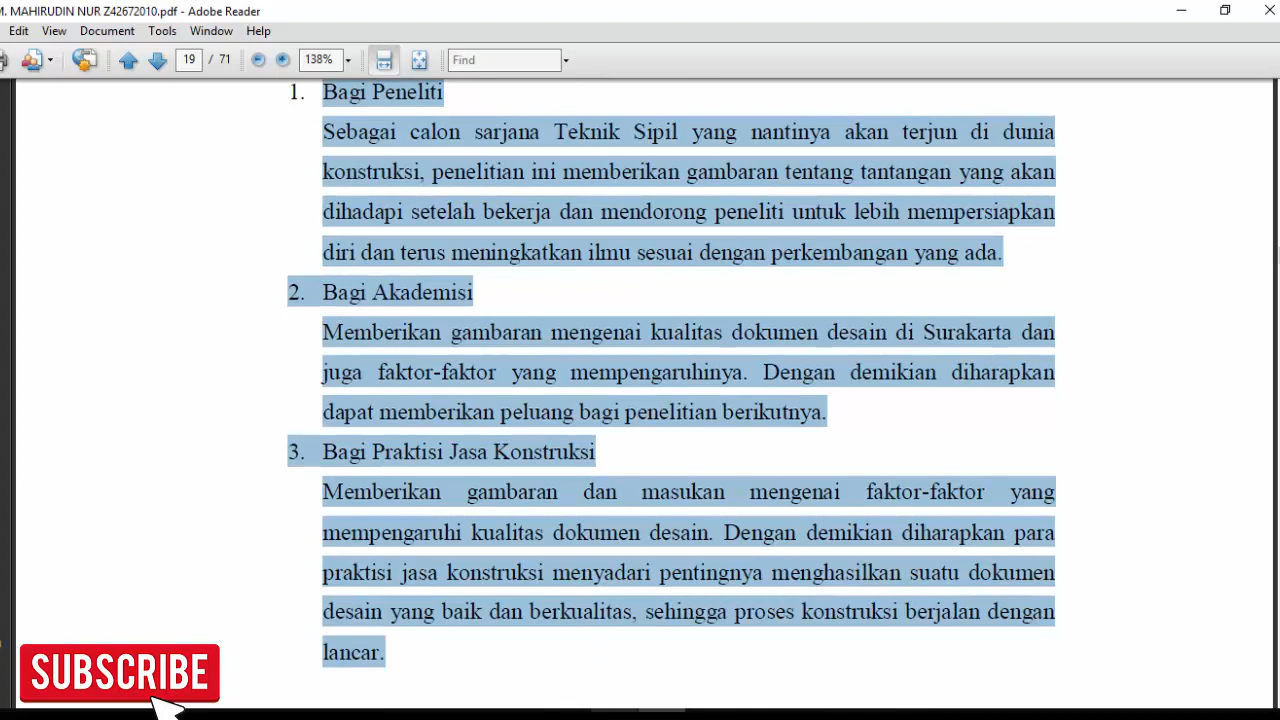 M. MAHIRUDIN NUR Z42672010.pdf - Adobe Reader
Edit View Document Tools Window Help
19 / 71 138% Find
1. Bagi Peneliti
Sebagai calon sarjana Teknik Sipil yang nantinya akan terjun di dunia
konstruksi, penelitian ini memberikan gambaran tentang tantangan yang akan
dihadapi setelah bekerja dan mendorong peneliti untuk lebih mempersiapkan
diri dan terus meningkatkan ilmu sesuai dengan perkembangan yang ada.
2. Bagi Akademisi
Memberikan gambaran mengenai kualitas dokumen desain di Surakarta dan
juga faktor-faktor yang mempengaruhinya. Dengan demikian diharapkan
dapat memberikan peluang bagi penelitian berikutnya.
3. Bagi Praktisi Jasa Konstruksi
Memberikan gambaran dan masukan mengenai faktor-faktor yang
mempengaruhi kualitas dokumen desain. Dengan demikian diharapkan para
praktisi jasa konstruksi menyadari pentingnya menghasilkan suatu dokumen
desain yang baik dan berkualitas, sehingga proses konstruksi berjalan dengan
lancar.
SUBSCRIBE